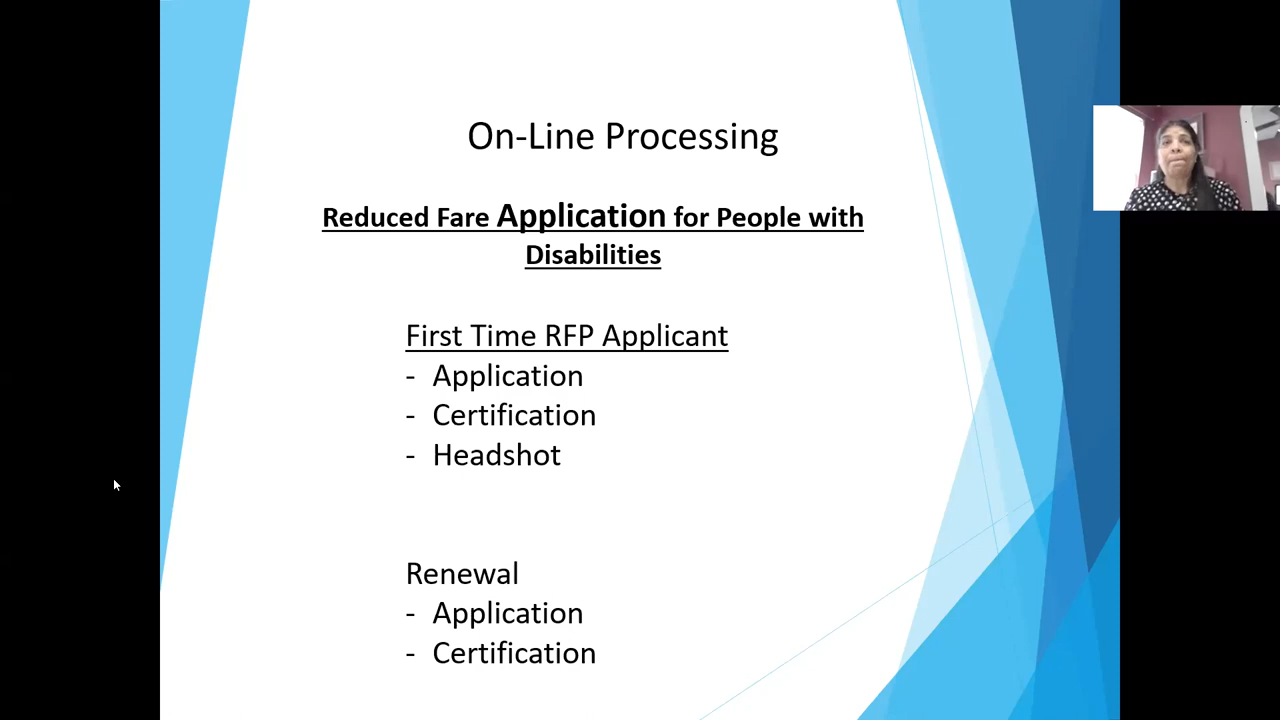 On-Line Processing
Reduced Fare Application for People with
Disabilities
First Time RFP Applicant
- Application
- Certification
- Headshot
Renewal
- Application
- Certification